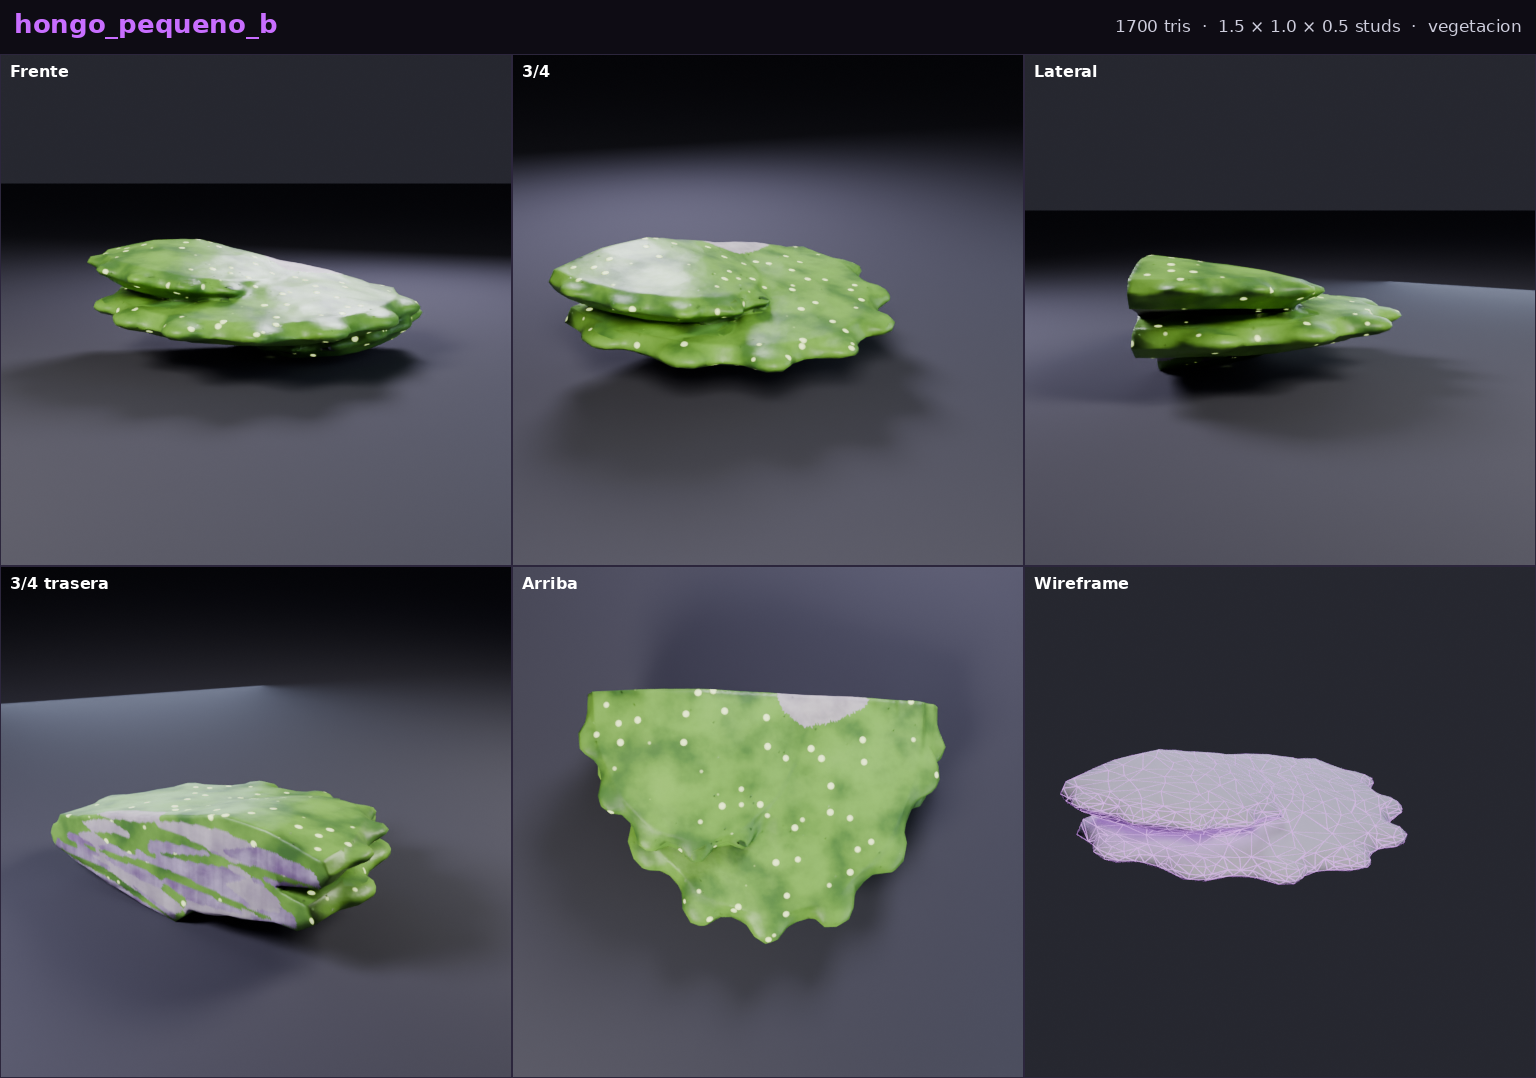 hongo_pequeno_b
1700 tris · 1.5 × 1.0 × 0.5 studs · vegetacion
Frente
3/4
Lateral
3/4 trasera
Arriba
Wireframe